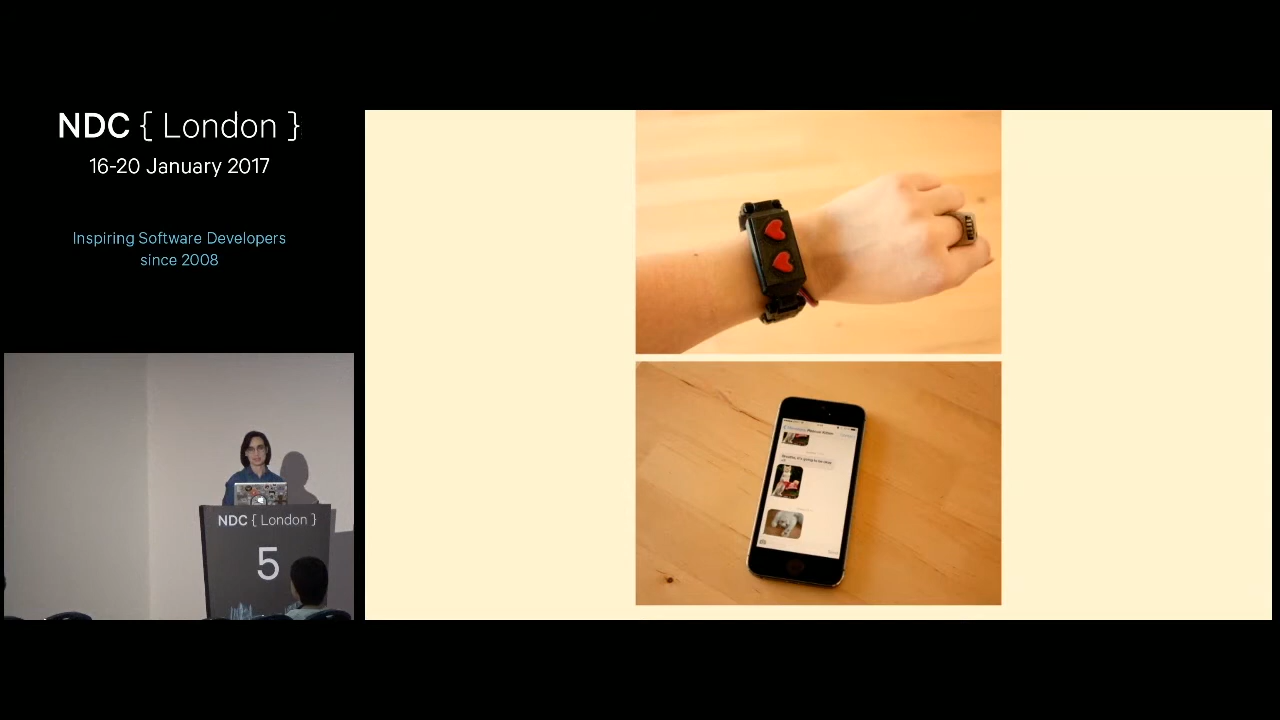 NDC { London }
16-20 January 2017
Inspiring Software Developers
since 2008
NDC { London }
5